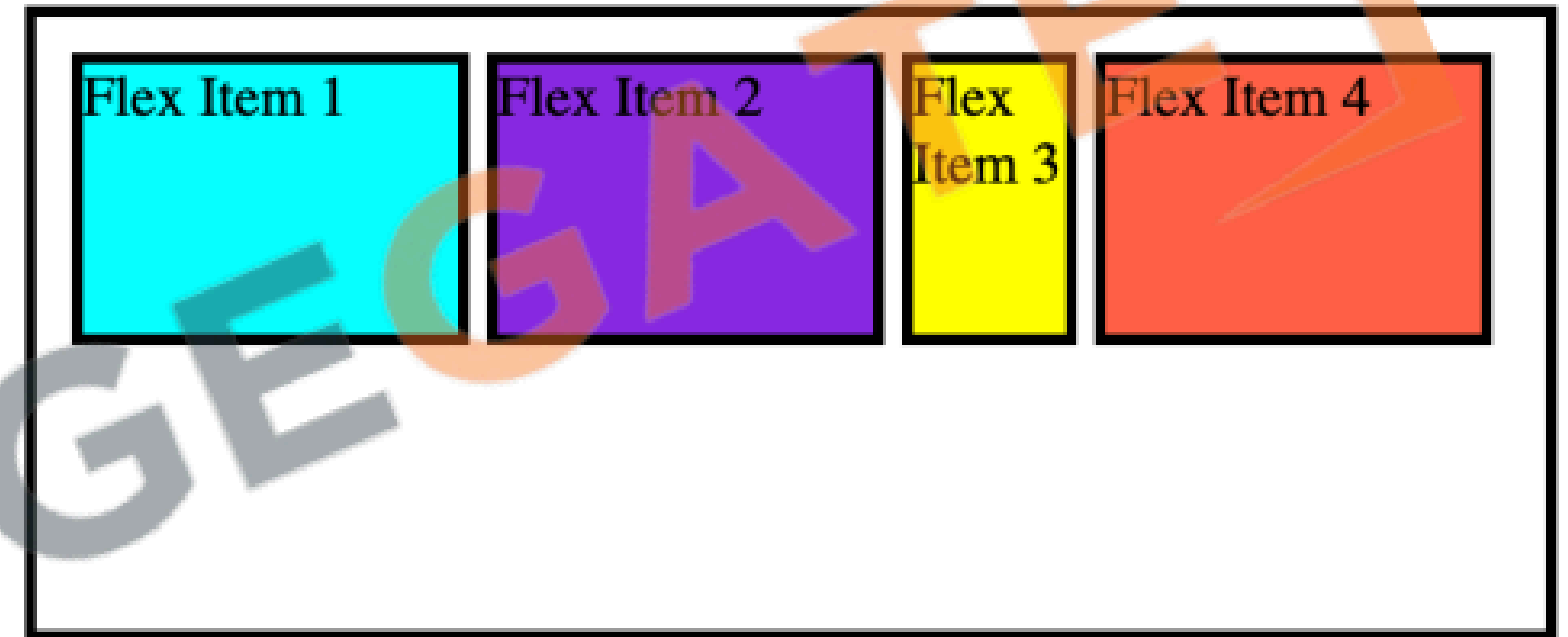 Flex Item 1
Flex Item 2
Flex
Item 3
Flex Item 4
GEGATE